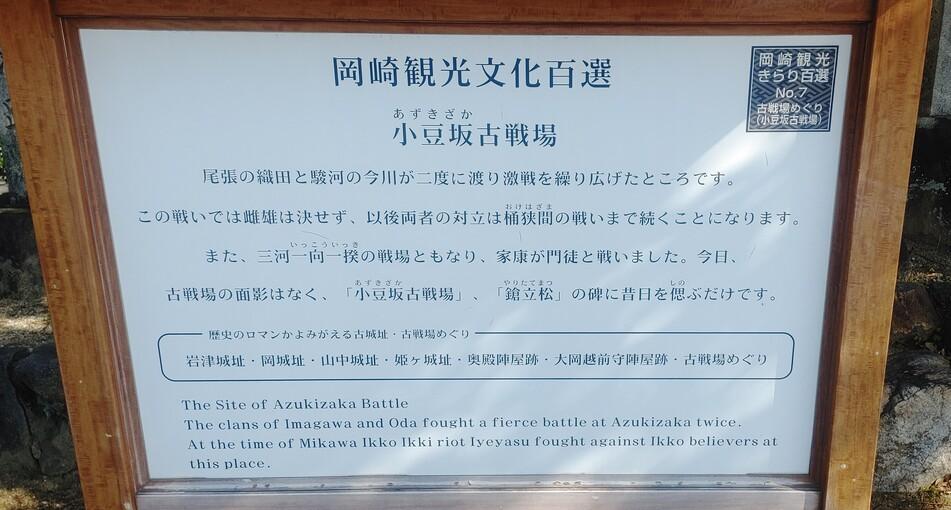 岡崎観光文化百選
岡崎観光
きらり百選
No.7
古戦場めぐり
(小豆坂古戦場)
あずきざか
小豆坂古戦場
尾張の織田と駿河の今川が二度に渡り激戦を繰り広げたところです。
おけはざま
この戦いでは雌雄は決せず、以後両者の対立は桶狭間の戦いまで続くことになります。
いっこういっき
また、三河一向一揆の戦場ともなり、家康が門徒と戦いました。今日、
あずきざか やりたてまつ しの
古戦場の面影はなく、「小豆坂古戦場」、「鎗立松」の碑に昔日を偲ぶだけです。
歴史のロマンかよみがえる古城址・古戦場めぐり
岩津城址・岡城址・山中城址・姫ヶ城址・奥殿陣屋跡・大岡越前守陣屋跡・古戦場めぐり
The Site of Azukizaka Battle
The clans of Imagawa and Oda fought a fierce battle at Azukizaka twice.
At the time of Mikawa Ikko Ikki riot Iyeyasu fought against Ikko believers at
this place.